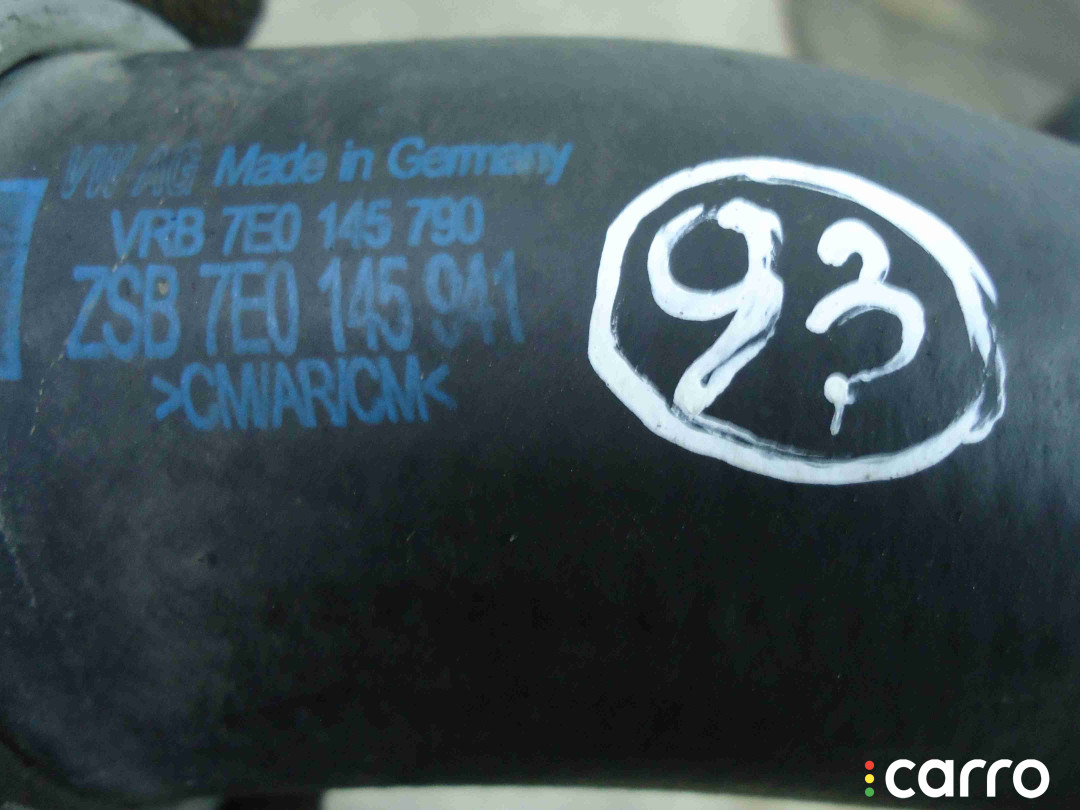 VW AG Made in Germany
VRB 7E0 145 790
ZSB 7E0 145 941
>CM/AR/CM<
93
carro